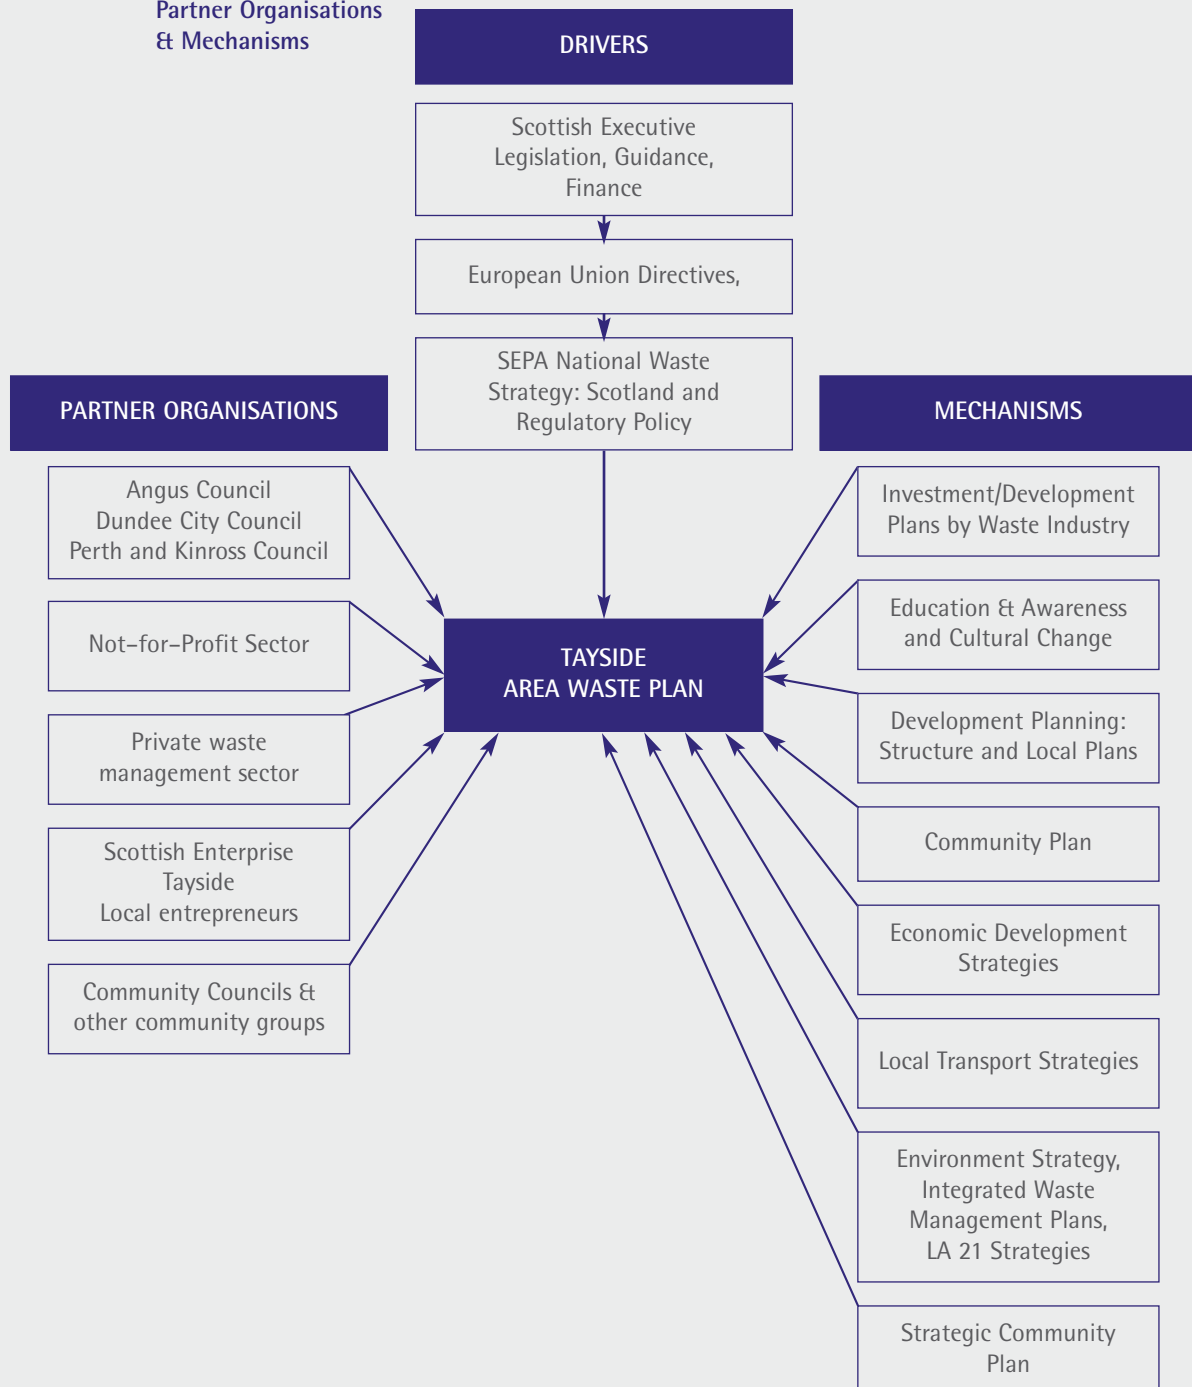 Partner Organisations
& Mechanisms
DRIVERS
Scottish Executive
Legislation, Guidance,
Finance
European Union Directives,
SEPA National Waste
Strategy: Scotland and
Regulatory Policy
PARTNER ORGANISATIONS
Angus Council
Dundee City Council
Perth and Kinross Council
Not-for-Profit Sector
Private waste
management sector
Scottish Enterprise
Tayside
Local entrepreneurs
Community Councils &
other community groups
TAYSIDE
AREA WASTE PLAN
MECHANISMS
Investment/Development
Plans by Waste Industry
Education & Awareness
and Cultural Change
Development Planning:
Structure and Local Plans
Community Plan
Economic Development
Strategies
Local Transport Strategies
Environment Strategy,
Integrated Waste
Management Plans,
LA 21 Strategies
Strategic Community
Plan